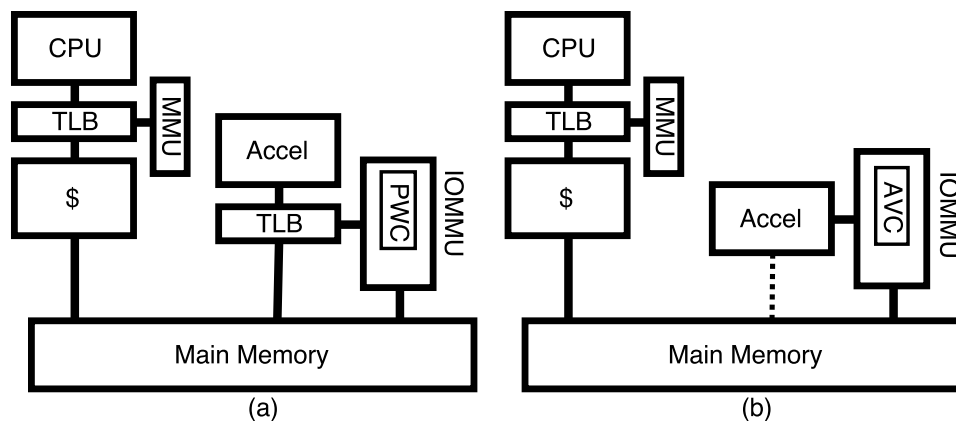 CPU
TLB
MMU
$
Accel
TLB
PWC
IOMMU
Main Memory
(a)
CPU
TLB
MMU
$
Accel
AVC
IOMMU
Main Memory
(b)